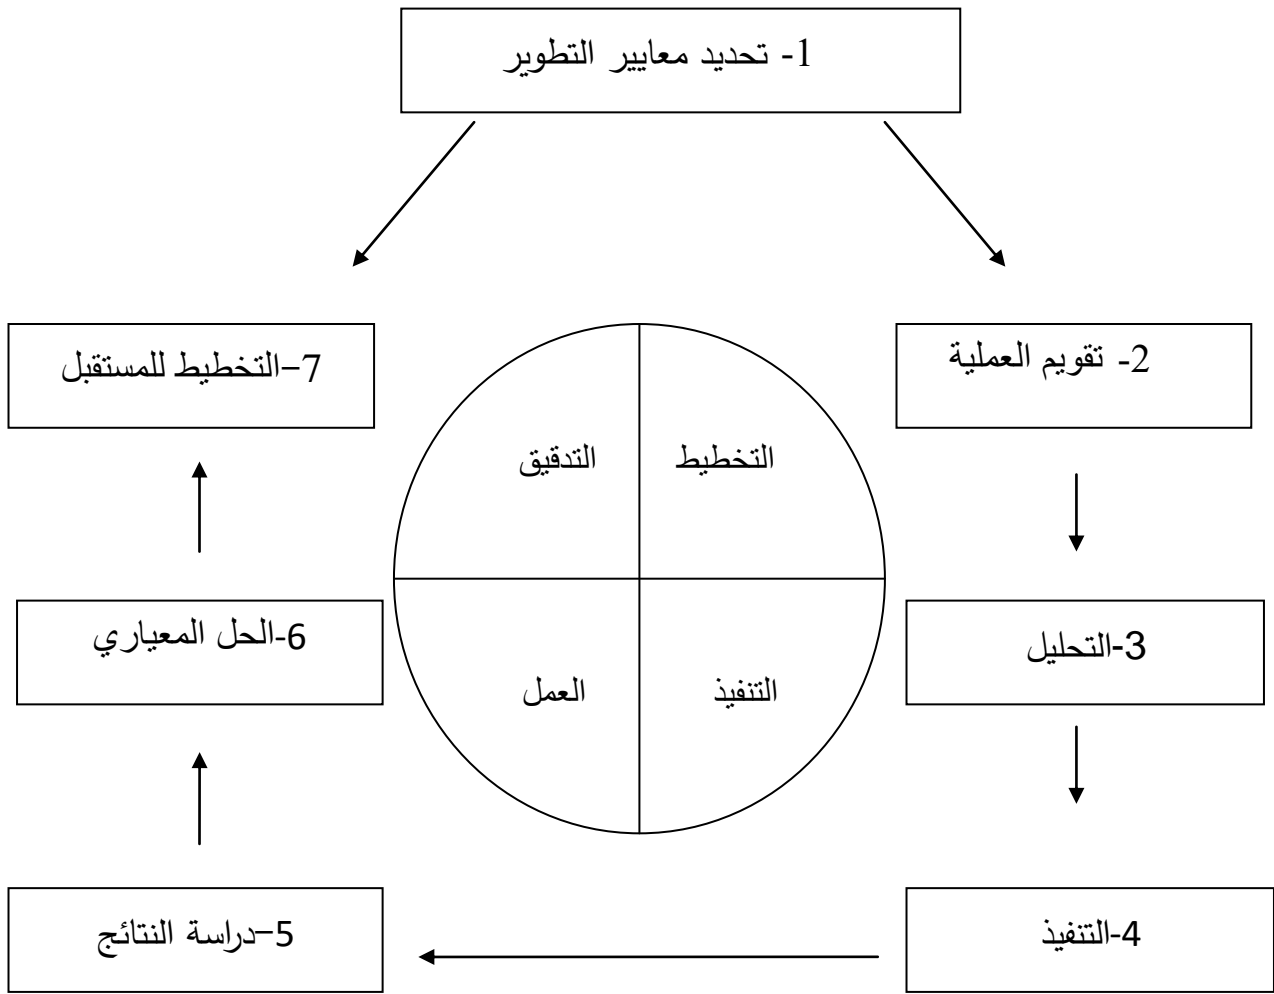 1- تحديد معايير التطوير
2- تقويم العملية
7–التخطيط للمستقبل
التخطيط
التدقيق
3-التحليل
6-الحل المعياري
التنفيذ
العمل
4-التنفيذ
5–دراسة النتائج